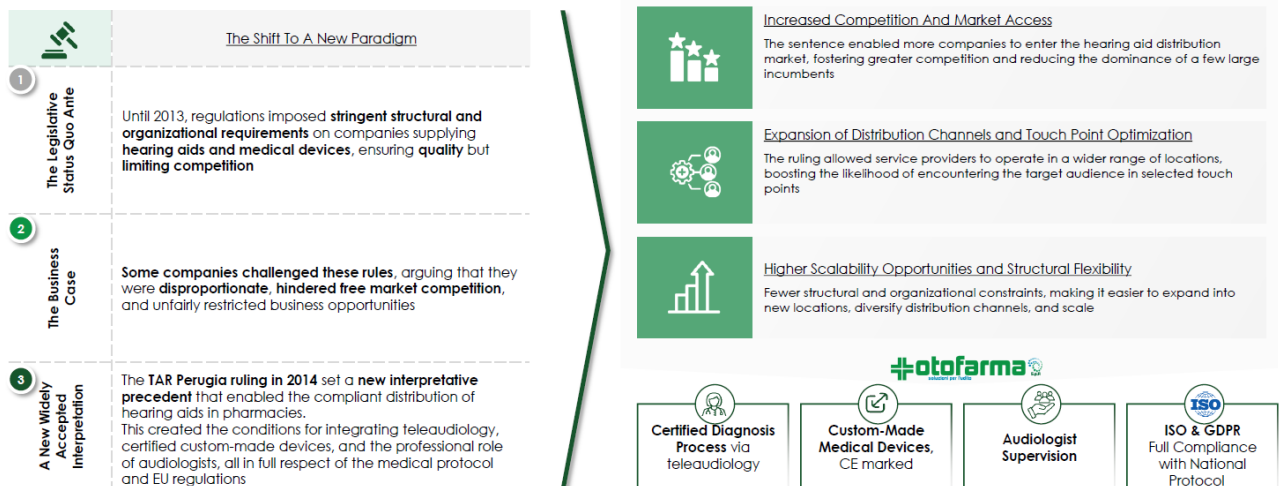 The Shift To A New Paradigm
1
The Legislative
Status Quo Ante
Until 2013, regulations imposed stringent structural and
organizational requirements on companies supplying
hearing aids and medical devices, ensuring quality but
limiting competition
2
The Business
Case
Some companies challenged these rules, arguing that they
were disproportionate, hindered free market competition,
and unfairly restricted business opportunities
3
A New Widely
Accepted
Interpretation
The TAR Perugia ruling in 2014 set a new interpretative
precedent that enabled the compliant distribution of
hearing aids in pharmacies.
This created the conditions for integrating teleaudiology,
certified custom-made devices, and the professional role
of audiologists, all in full respect of the medical protocol
and EU regulations
Increased Competition And Market Access
The sentence enabled more companies to enter the hearing aid distribution
market, fostering greater competition and reducing the dominance of a few large
incumbents
Expansion of Distribution Channels and Touch Point Optimization
The ruling allowed service providers to operate in a wider range of locations,
boosting the likelihood of encountering the target audience in selected touch
points
Higher Scalability Opportunities and Structural Flexibility
Fewer structural and organizational constraints, making it easier to expand into
new locations, diversify distribution channels, and scale
otofarma
soluzioni per l'udito
Certified Diagnosis
Process via
teleaudiology
Custom-Made
Medical Devices,
CE marked
Audiologist
Supervision
ISO
ISO & GDPR
Full Compliance
with National
Protocol